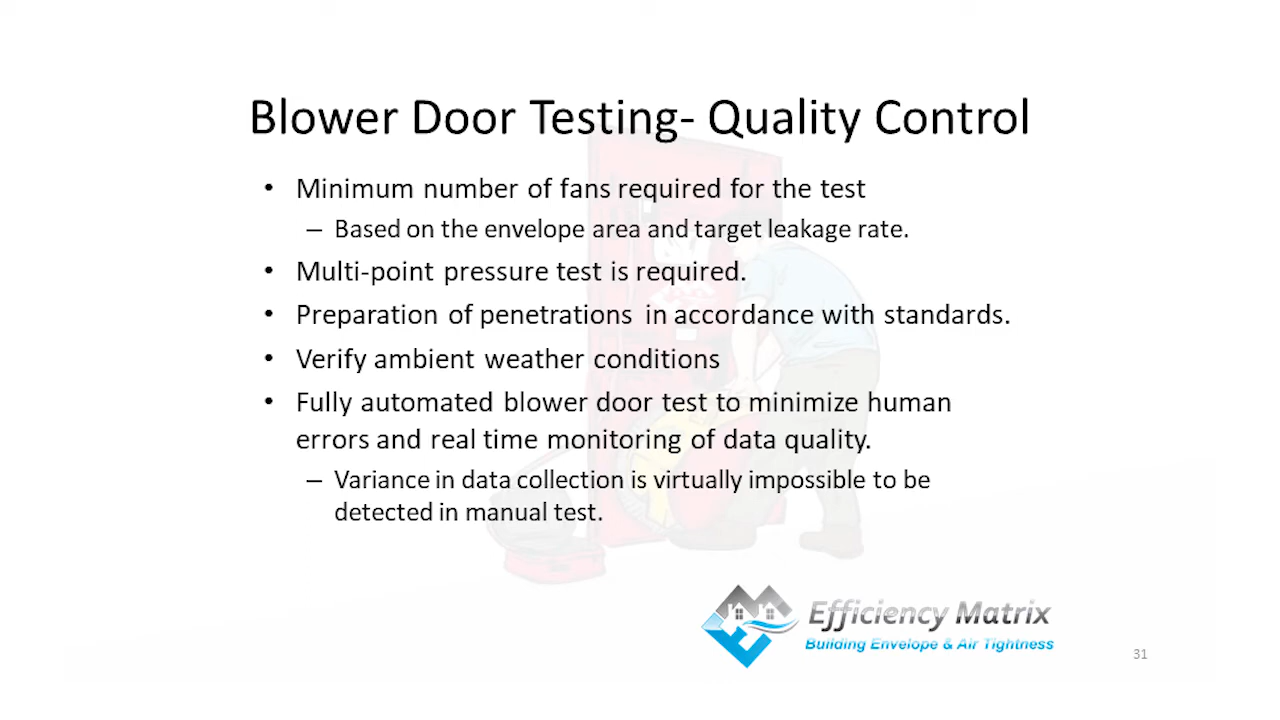 Blower Door Testing- Quality Control
• Minimum number of fans required for the test
– Based on the envelope area and target leakage rate.
• Multi-point pressure test is required.
• Preparation of penetrations in accordance with standards.
• Verify ambient weather conditions
• Fully automated blower door test to minimize human
errors and real time monitoring of data quality.
– Variance in data collection is virtually impossible to be
detected in manual test.
Efficiency Matrix
Building Envelope & Air Tightness
31